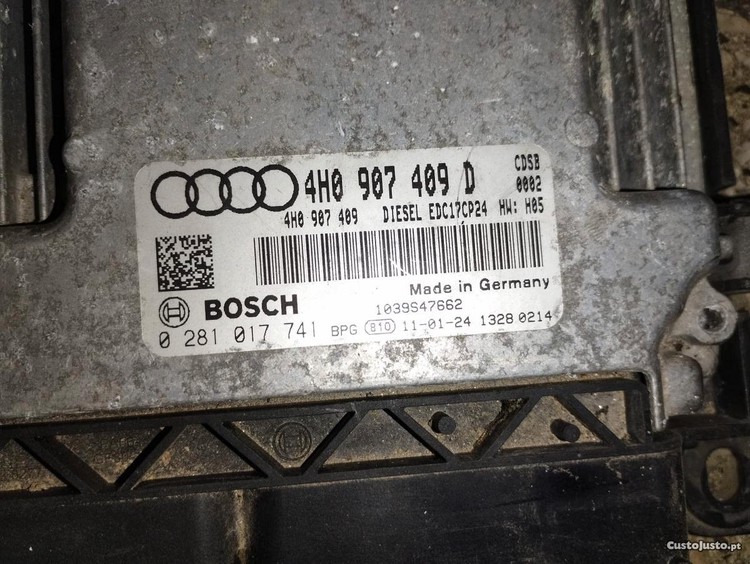 4H0 907 409 D CDSB
4H0 907 409 DIESEL EDC17CP24 0002
HW: H05
Made in Germany
BOSCH 1039S47662
0 281 017 741 BPG 810 11-01-24 1328 0214
CustoJusto.pt